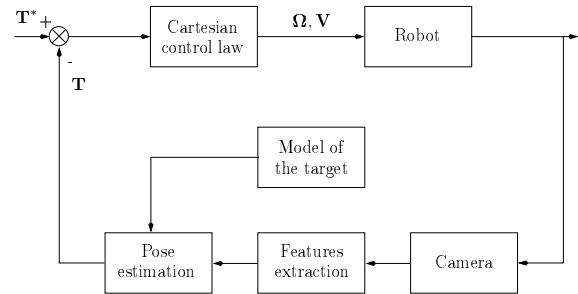 T* +
-
T
Cartesian
control law
Ω, V
Robot
Model of
the target
Pose
estimation
Features
extraction
Camera